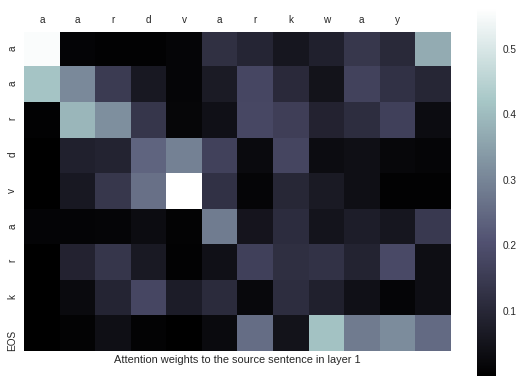 a a r d v a r k w a y
a
a
r
d
v
a
r
k
EOS
0.5
0.4
0.3
0.2
0.1
Attention weights to the source sentence in layer 1